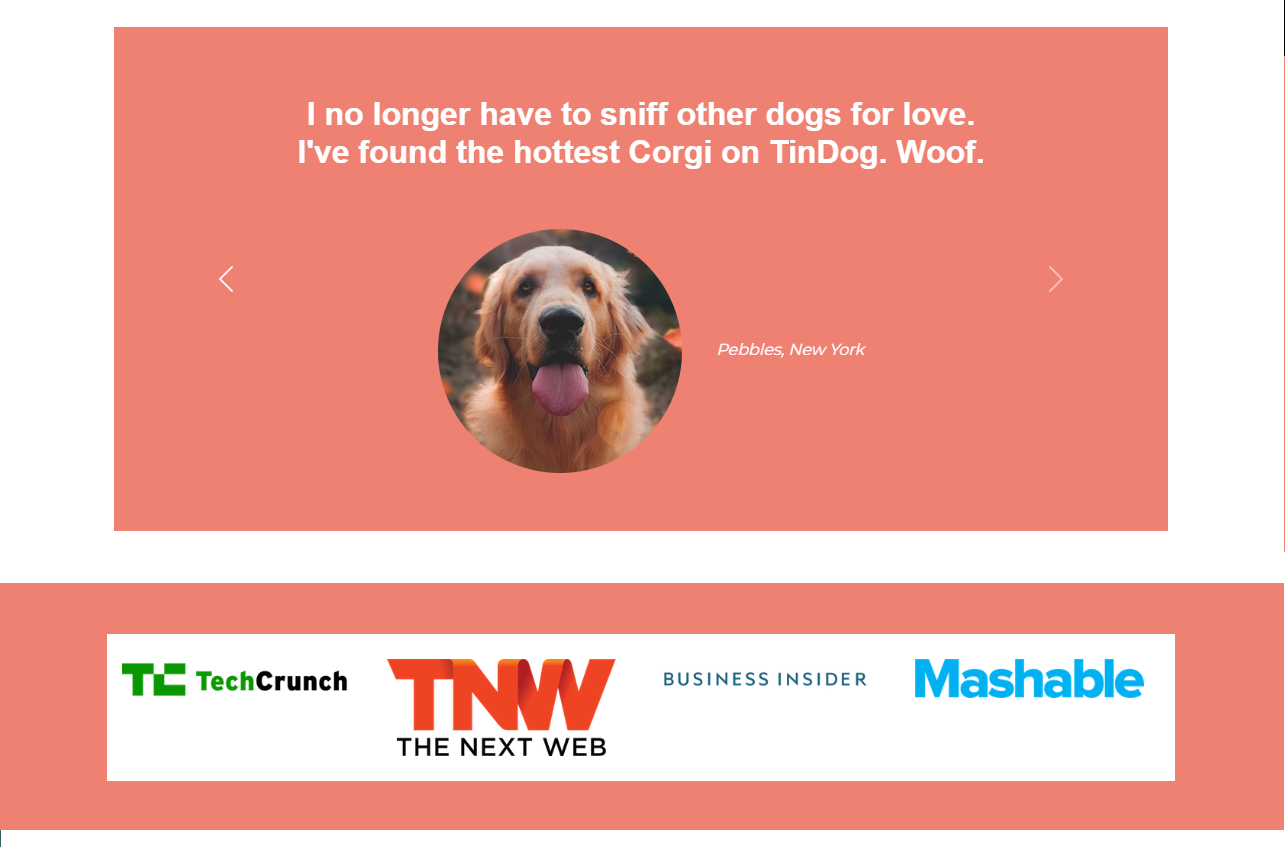 I no longer have to sniff other dogs for love.
I've found the hottest Corgi on TinDog. Woof.
Pebbles, New York
TC TechCrunch
TNW
THE NEXT WEB
BUSINESS INSIDER
Mashable